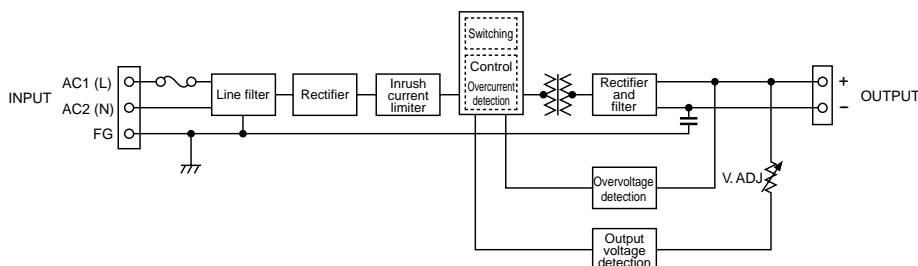 INPUT
AC1 (L)
AC2 (N)
FG
Line filter
Rectifier
Inrush
current
limiter
Switching
Control
Overcurrent
detection
Rectifier
and
filter
+
−
OUTPUT
Overvoltage
detection
V. ADJ
Output
voltage
detection